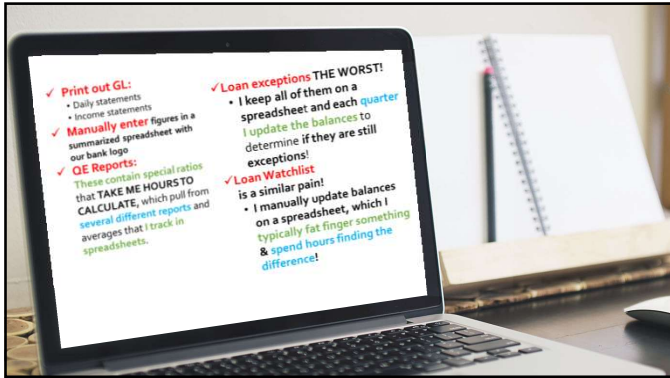 ✓ Print out GL:
• Daily statements
• Income statements
✓ Manually enter figures in a
summarized spreadsheet with
our bank logo
✓ QE Reports:
These contain special ratios
that TAKE ME HOURS TO
CALCULATE, which pull from
several different reports and
averages that I track in
spreadsheets.
✓Loan exceptions THE WORST!
• I keep all of them on a
spreadsheet and each quarter
I update the balances to
determine if they are still
exceptions!
✓Loan Watchlist
is a similar pain!
• I manually update balances
on a spreadsheet, which I
typically fat finger something
& spend hours finding the
difference!